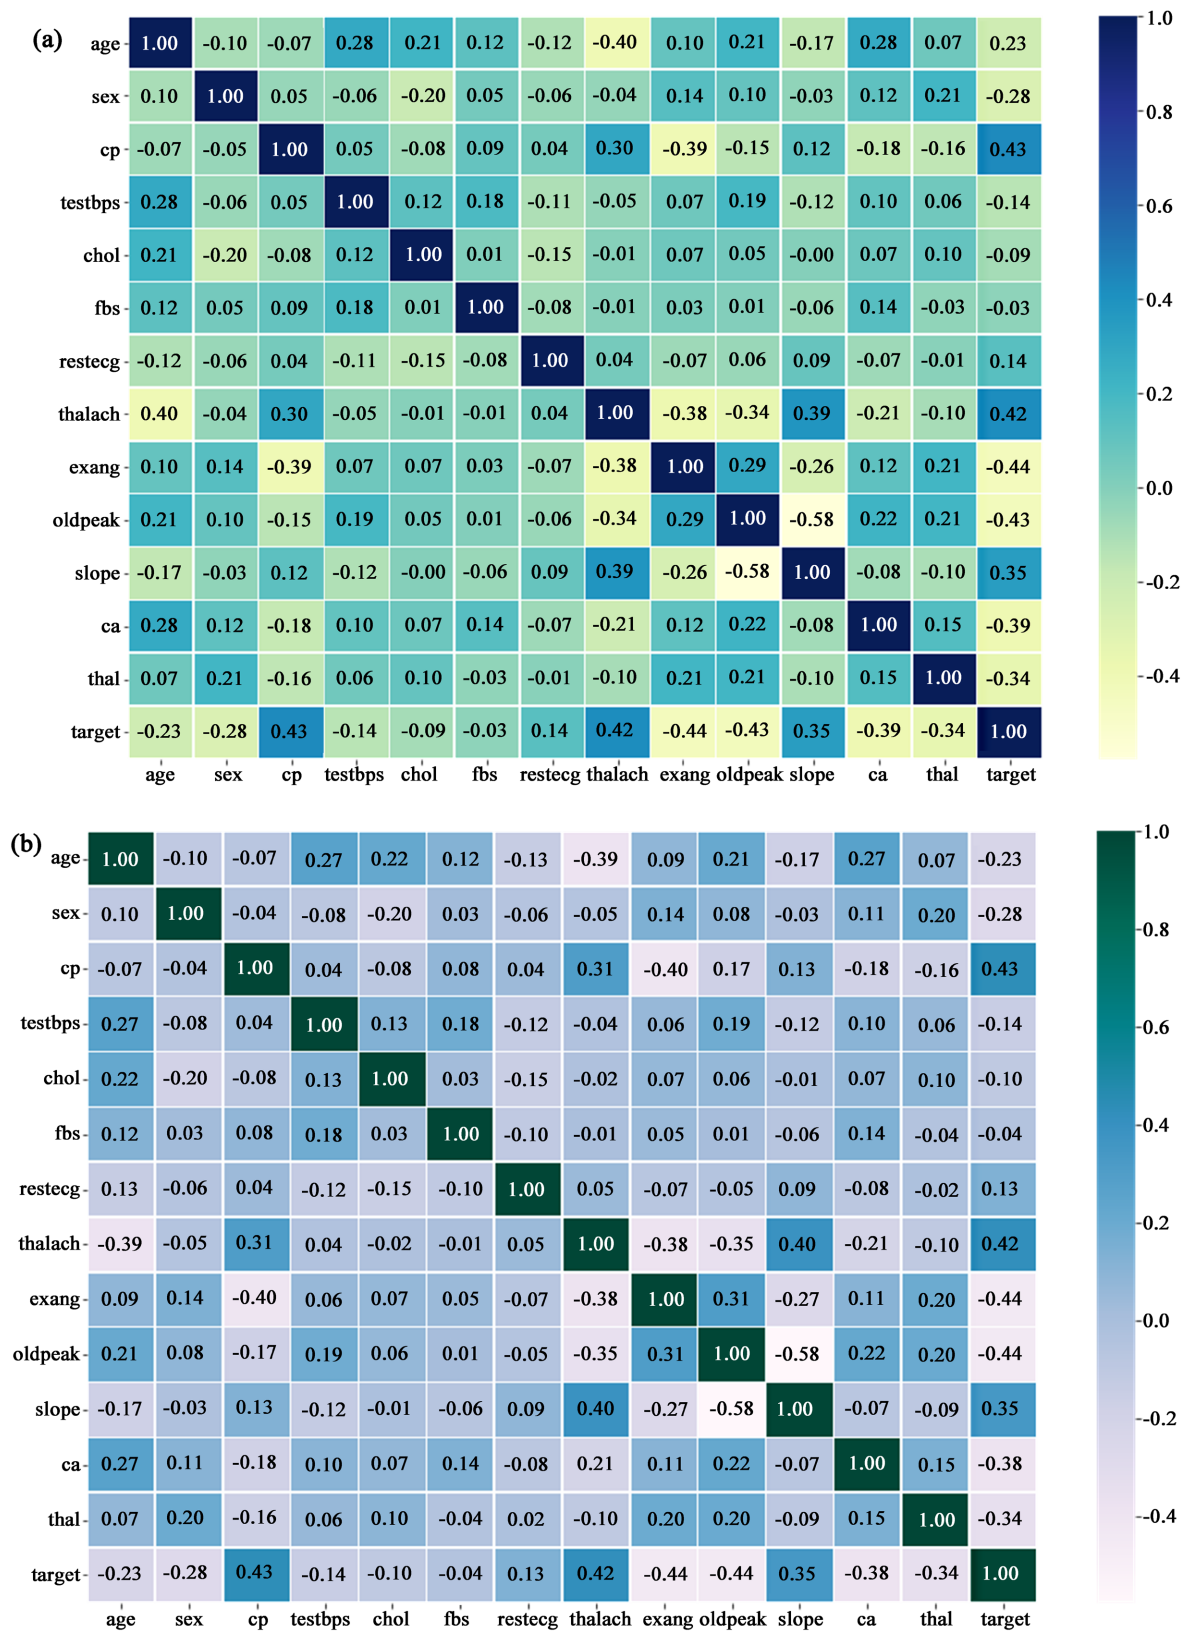 (a)
age 1.00 -0.10 -0.07 0.28 0.21 0.12 -0.12 -0.40 0.10 0.21 -0.17 0.28 0.07 0.23
sex 0.10 1.00 0.05 -0.06 -0.20 0.05 -0.06 -0.04 0.14 0.10 -0.03 0.12 0.21 -0.28
cp -0.07 -0.05 1.00 0.05 -0.08 0.09 0.04 0.30 -0.39 -0.15 0.12 -0.18 -0.16 0.43
testbps 0.28 -0.06 0.05 1.00 0.12 0.18 -0.11 -0.05 0.07 0.19 -0.12 0.10 0.06 -0.14
chol 0.21 -0.20 -0.08 0.12 1.00 0.01 -0.15 -0.01 0.07 0.05 -0.00 0.07 0.10 -0.09
fbs 0.12 0.05 0.09 0.18 0.01 1.00 -0.08 -0.01 0.03 0.01 -0.06 0.14 -0.03 -0.03
restecg -0.12 -0.06 0.04 -0.11 -0.15 -0.08 1.00 0.04 -0.07 0.06 0.09 -0.07 -0.01 0.14
thalach 0.40 -0.04 0.30 -0.05 -0.01 -0.01 0.04 1.00 -0.38 -0.34 0.39 -0.21 -0.10 0.42
exang 0.10 0.14 -0.39 0.07 0.07 0.03 -0.07 -0.38 1.00 0.29 -0.26 0.12 0.21 -0.44
oldpeak 0.21 0.10 -0.15 0.19 0.05 0.01 -0.06 -0.34 0.29 1.00 -0.58 0.22 0.21 -0.43
slope -0.17 -0.03 0.12 -0.12 -0.00 -0.06 0.09 0.39 -0.26 -0.58 1.00 -0.08 -0.10 0.35
ca 0.28 0.12 -0.18 0.10 0.07 0.14 -0.07 -0.21 0.12 0.22 -0.08 1.00 0.15 -0.39
thal 0.07 0.21 -0.16 0.06 0.10 -0.03 -0.01 -0.10 0.21 0.21 -0.10 0.15 1.00 -0.34
target -0.23 -0.28 0.43 -0.14 -0.09 -0.03 0.14 0.42 -0.44 -0.43 0.35 -0.39 -0.34 1.00
age sex cp testbps chol fbs restecg thalach exang oldpeak slope ca thal target
1.0
0.8
0.6
0.4
0.2
0.0
-0.2
-0.4
(b)
age 1.00 -0.10 -0.07 0.27 0.22 0.12 -0.13 -0.39 0.09 0.21 -0.17 0.27 0.07 -0.23
sex 0.10 1.00 -0.04 -0.08 -0.20 0.03 -0.06 -0.05 0.14 0.08 -0.03 0.11 0.20 -0.28
cp -0.07 -0.04 1.00 0.04 -0.08 0.08 0.04 0.31 -0.40 0.17 0.13 -0.18 -0.16 0.43
testbps 0.27 -0.08 0.04 1.00 0.13 0.18 -0.12 -0.04 0.06 0.19 -0.12 0.10 0.06 -0.14
chol 0.22 -0.20 -0.08 0.13 1.00 0.03 -0.15 -0.02 0.07 0.06 -0.01 0.07 0.10 -0.10
fbs 0.12 0.03 0.08 0.18 0.03 1.00 -0.10 -0.01 0.05 0.01 -0.06 0.14 -0.04 -0.04
restecg 0.13 -0.06 0.04 -0.12 -0.15 -0.10 1.00 0.05 -0.07 -0.05 0.09 -0.08 -0.02 0.13
thalach -0.39 -0.05 0.31 0.04 -0.02 -0.01 0.05 1.00 -0.38 -0.35 0.40 -0.21 -0.10 0.42
exang 0.09 0.14 -0.40 0.06 0.07 0.05 -0.07 -0.38 1.00 0.31 -0.27 0.11 0.20 -0.44
oldpeak 0.21 0.08 -0.17 0.19 0.06 0.01 -0.05 -0.35 0.31 1.00 -0.58 0.22 0.20 -0.44
slope -0.17 -0.03 0.13 -0.12 -0.01 -0.06 0.09 0.40 -0.27 -0.58 1.00 -0.07 -0.09 0.35
ca 0.27 0.11 -0.18 0.10 0.07 0.14 -0.08 0.21 0.11 0.22 -0.07 1.00 0.15 -0.38
thal 0.07 0.20 -0.16 0.06 0.10 -0.04 0.02 -0.10 0.20 0.20 -0.09 0.15 1.00 -0.34
target -0.23 -0.28 0.43 -0.14 -0.10 -0.04 0.13 0.42 -0.44 -0.44 0.35 -0.38 -0.34 1.00
age sex cp testbps chol fbs restecg thalach exang oldpeak slope ca thal target
1.0
0.8
0.6
0.4
0.2
0.0
-0.2
-0.4